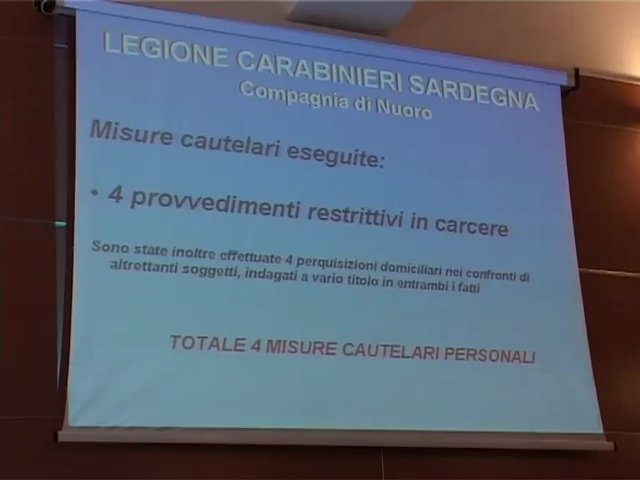 LEGIONE CARABINIERI SARDEGNA
Compagnia di Nuoro
Misure cautelari eseguite:
• 4 provvedimenti restrittivi in carcere
Sono state inoltre effettuate 4 perquisizioni domiciliari nei confronti di
altrettanti soggetti, indagati a vario titolo in entrambi i fatti
TOTALE 4 MISURE CAUTELARI PERSONALI